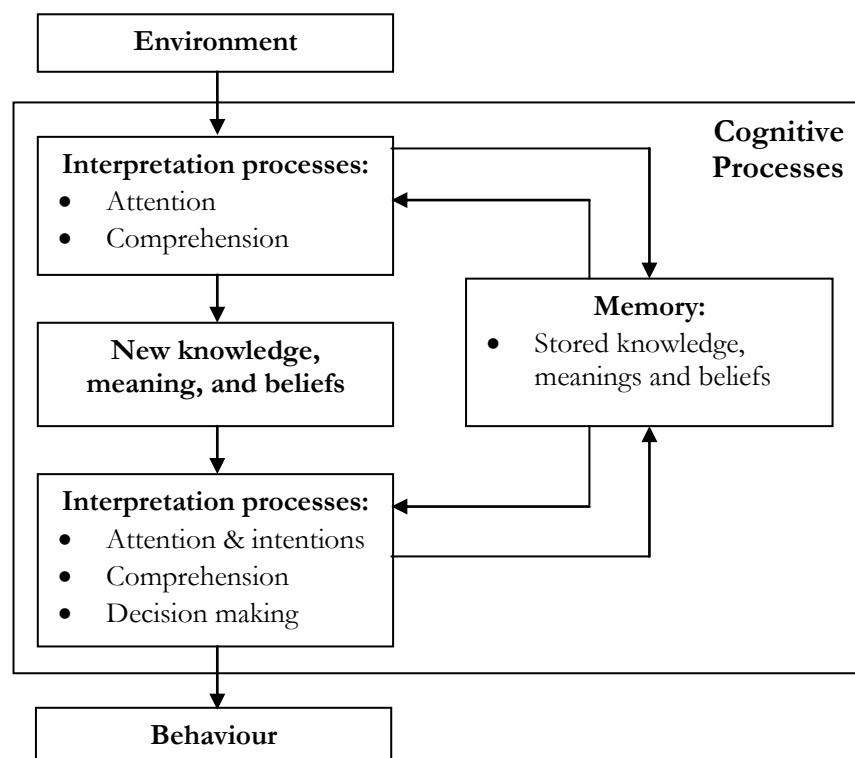 Environment
Cognitive
Processes
Interpretation processes:
• Attention
• Comprehension
Memory:
• Stored knowledge,
meanings and beliefs
New knowledge,
meaning, and beliefs
Interpretation processes:
• Attention & intentions
• Comprehension
• Decision making
Behaviour